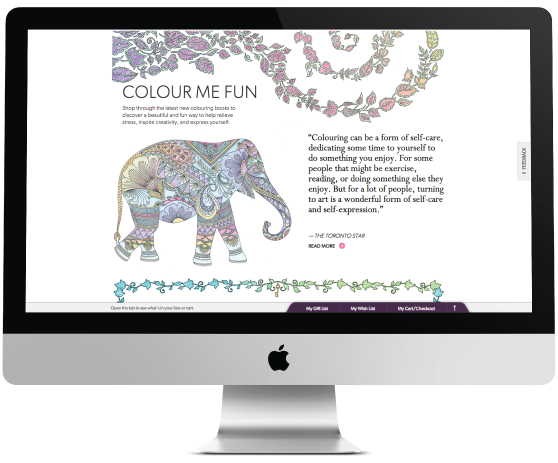 COLOUR ME FUN
Shop through the latest new colouring books to
discover a beautiful and fun way to help relieve
stress, inspire creativity, and express yourself.
"Colouring can be a form of self-care,
dedicating some time to yourself to
do something you enjoy. For some
people that might be exercise,
reading, or doing something else they
enjoy. But for a lot of people, turning
to art is a wonderful form of self-care
and self-expression."
— THE TORONTO STAR
READ MORE
FEEDBACK
Open the tabs to see what's in your lists or cart.
My Gift List
My Wish List
My Cart/Checkout